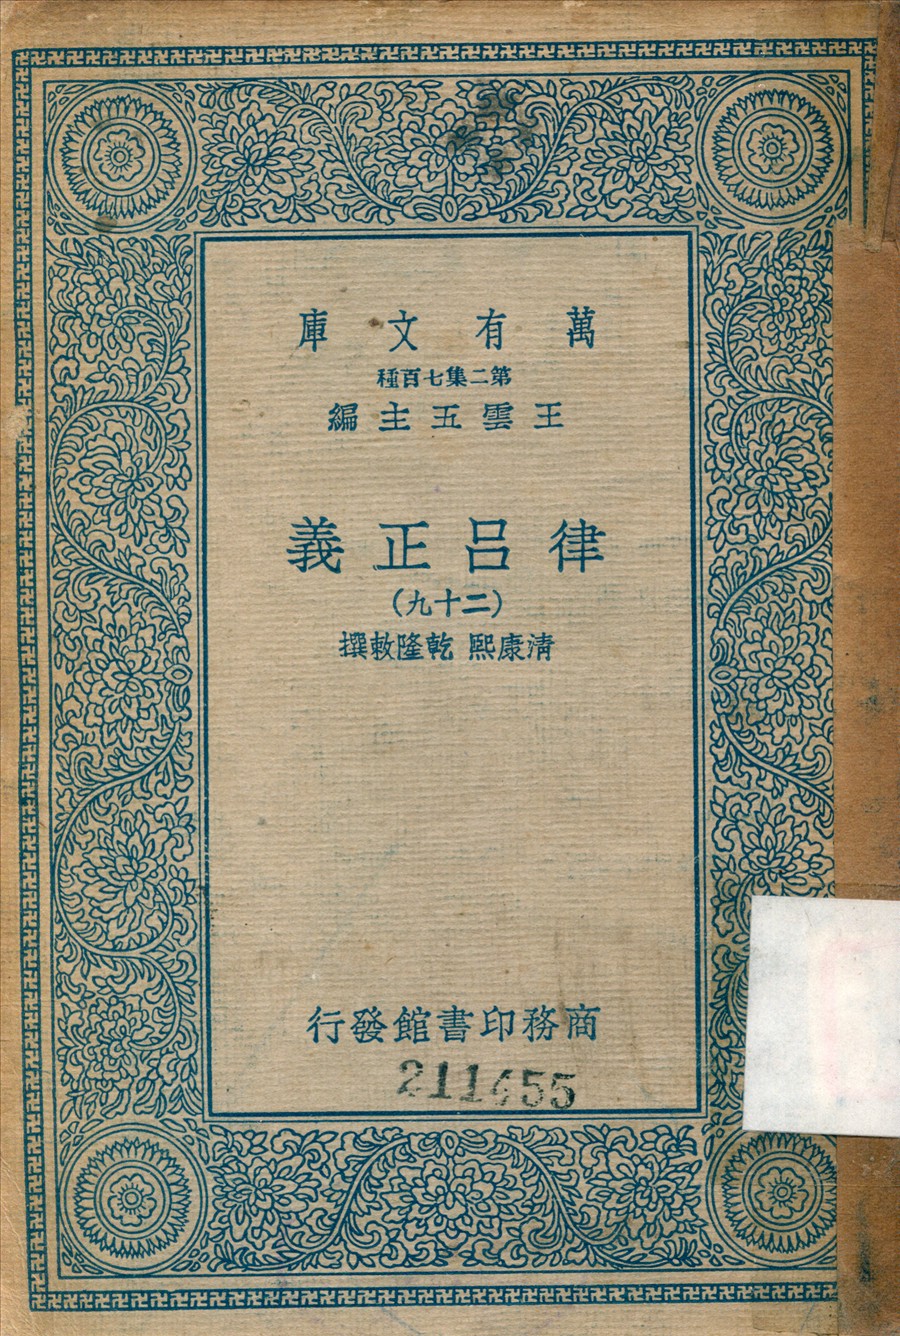 萬有文庫
第二集七百種
王雲五主編
律呂正義
(二十九)
清康熙 乾隆敕撰
商務印書館發行